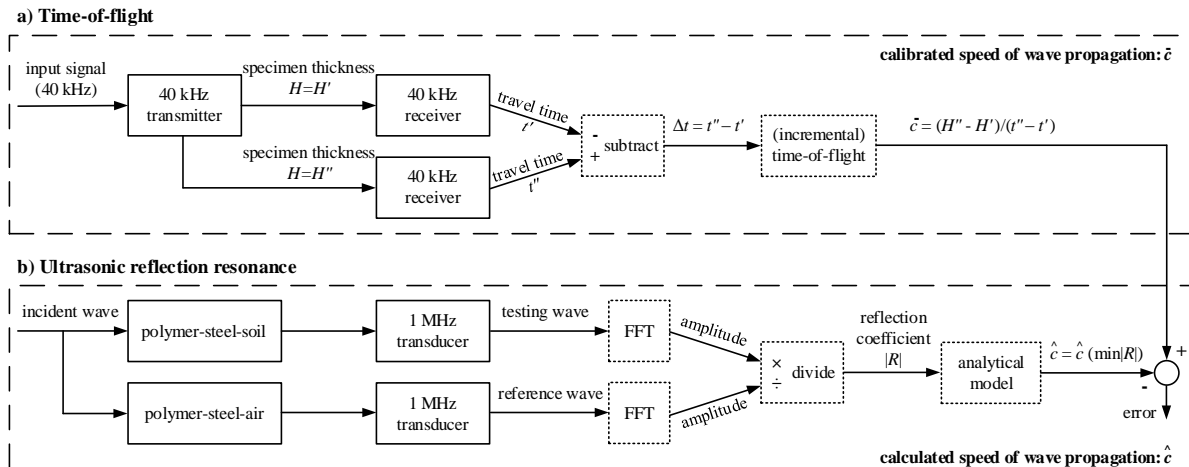 a) Time-of-flight
calibrated speed of wave propagation: c̄
input signal
(40 kHz)
40 kHz
transmitter
specimen thickness
H=H'
40 kHz
receiver
travel time
t'
specimen thickness
H=H''
40 kHz
receiver
travel time
t''
-
+
subtract
Δt = t''− t'
(incremental)
time-of-flight
c̄ = (H'' - H')/(t''− t')
b) Ultrasonic reflection resonance
incident wave
polymer-steel-soil
1 MHz
transducer
testing wave
FFT
amplitude
polymer-steel-air
1 MHz
transducer
reference wave
FFT
amplitude
×
÷
divide
reflection
coefficient
|R|
analytical
model
ĉ = ĉ (min|R|)
+
-
error
calculated speed of wave propagation: ĉ